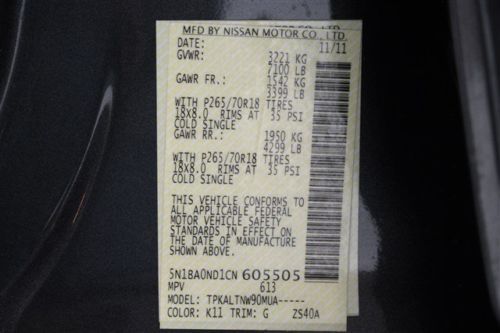 MFD BY NISSAN MOTOR CO., LTD.
DATE: 11/11
GVWR: 3221 KG
7100 LB
GAWR FR.: 1542 KG
3399 LB
WITH P265/70R18 TIRES
18X8.0 RIMS AT 35 PSI
COLD SINGLE
GAWR RR.: 1950 KG
4299 LB
WITH P265/70R18 TIRES
18X8.0 RIMS AT 35 PSI
COLD SINGLE
THIS VEHICLE CONFORMS TO
ALL APPLICABLE FEDERAL
MOTOR VEHICLE SAFETY
STANDARDS IN EFFECT ON
THE DATE OF MANUFACTURE
SHOWN ABOVE.
5N1BA0ND1CN 605505
MPV 613
MODEL: TPKALTNW90MUA-----
COLOR: K11 TRIM: G ZS40A